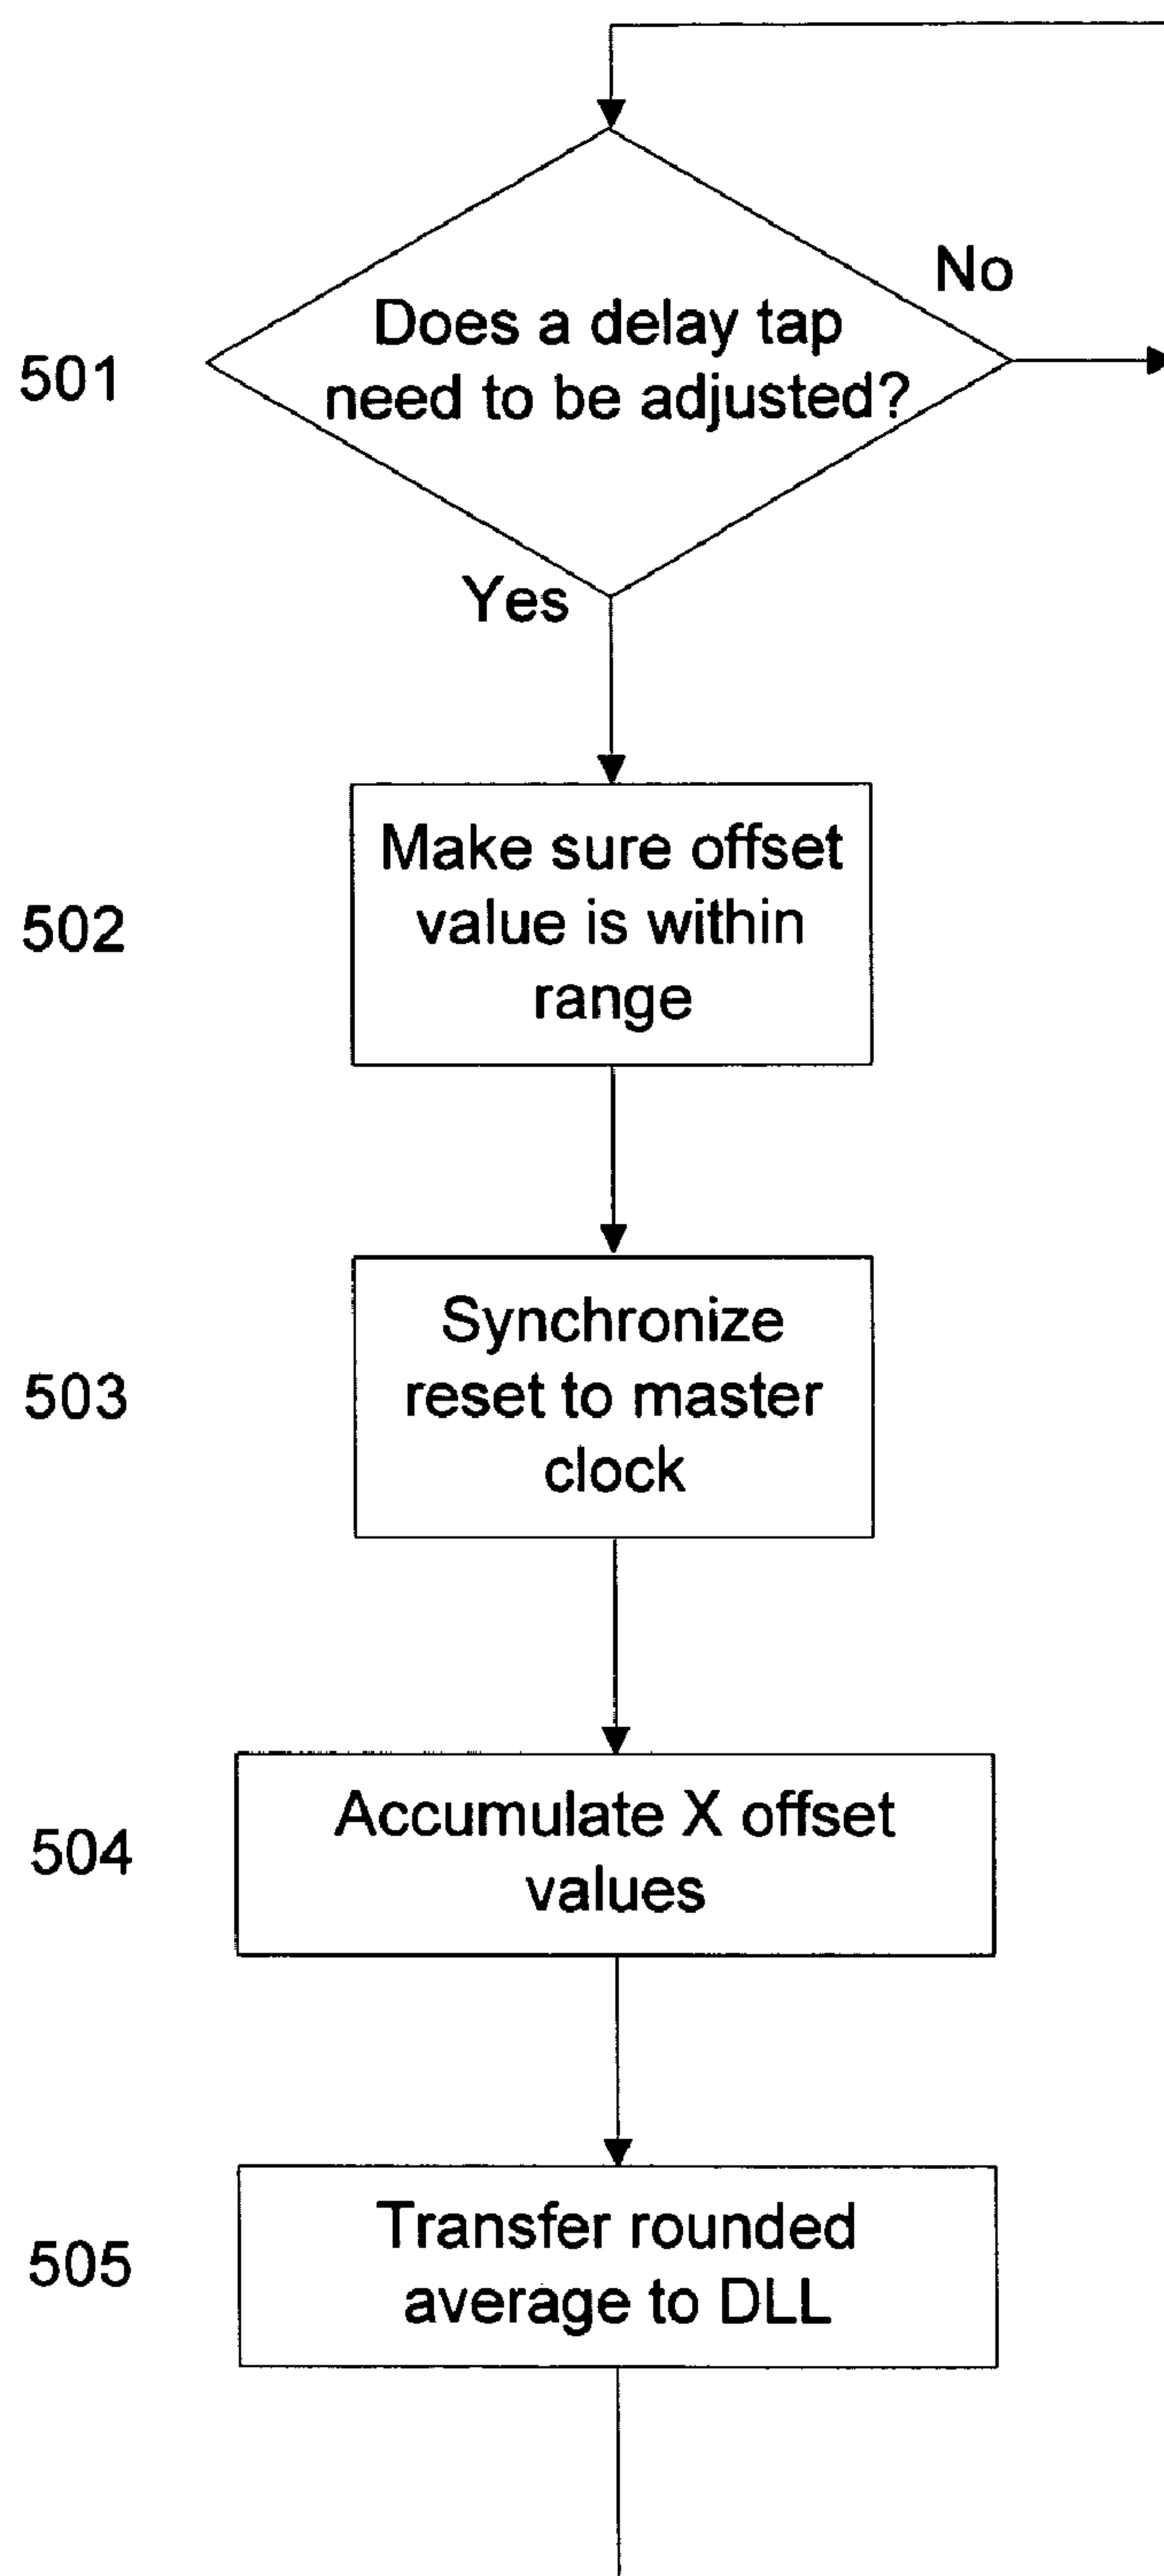 No
501
Does a delay tap
need to be adjusted?
Yes
502
Make sure offset
value is within
range
503
Synchronize
reset to master
clock
504
Accumulate X offset
values
505
Transfer rounded
average to DLL